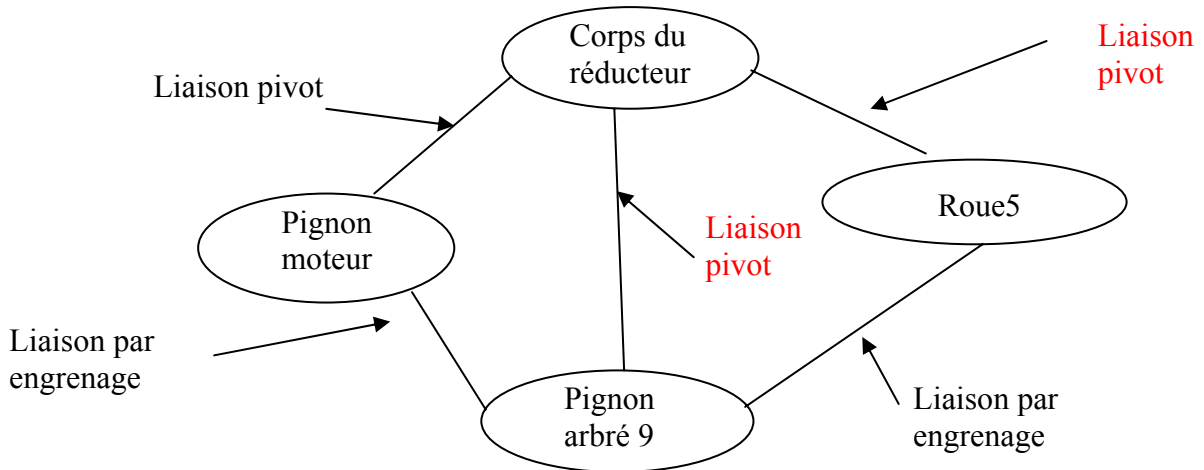 Corps du
réducteur
Liaison
pivot
Liaison pivot
Roue5
Pignon
moteur
Liaison
pivot
Liaison par
engrenage
Pignon
arbré 9
Liaison par
engrenage